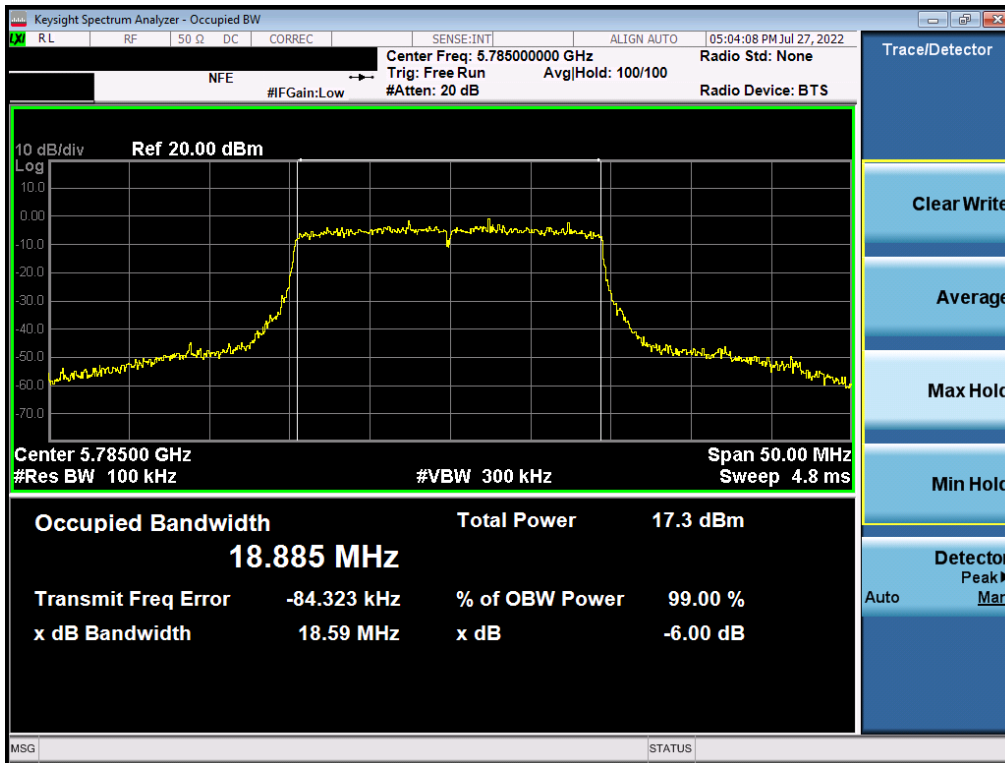 Keysight Spectrum Analyzer - Occupied BW
LXI RL RF 50 Ω DC CORREC SENSE:INT ALIGN AUTO 05:04:08 PM Jul 27, 2022
Center Freq: 5.785000000 GHz Radio Std: None
NFE Trig: Free Run Avg|Hold: 100/100
#IFGain:Low #Atten: 20 dB Radio Device: BTS
10 dB/div Ref 20.00 dBm
Log
10.0
0.00
-10.0
-20.0
-30.0
-40.0
-50.0
-60.0
-70.0
Center 5.78500 GHz Span 50.00 MHz
#Res BW 100 kHz #VBW 300 kHz Sweep 4.8 ms
Occupied Bandwidth Total Power 17.3 dBm
18.885 MHz
Transmit Freq Error -84.323 kHz % of OBW Power 99.00 %
x dB Bandwidth 18.59 MHz x dB -6.00 dB
MSG STATUS
Trace/Detector
Clear Write
Average
Max Hold
Min Hold
Detector
Peak
Auto Man